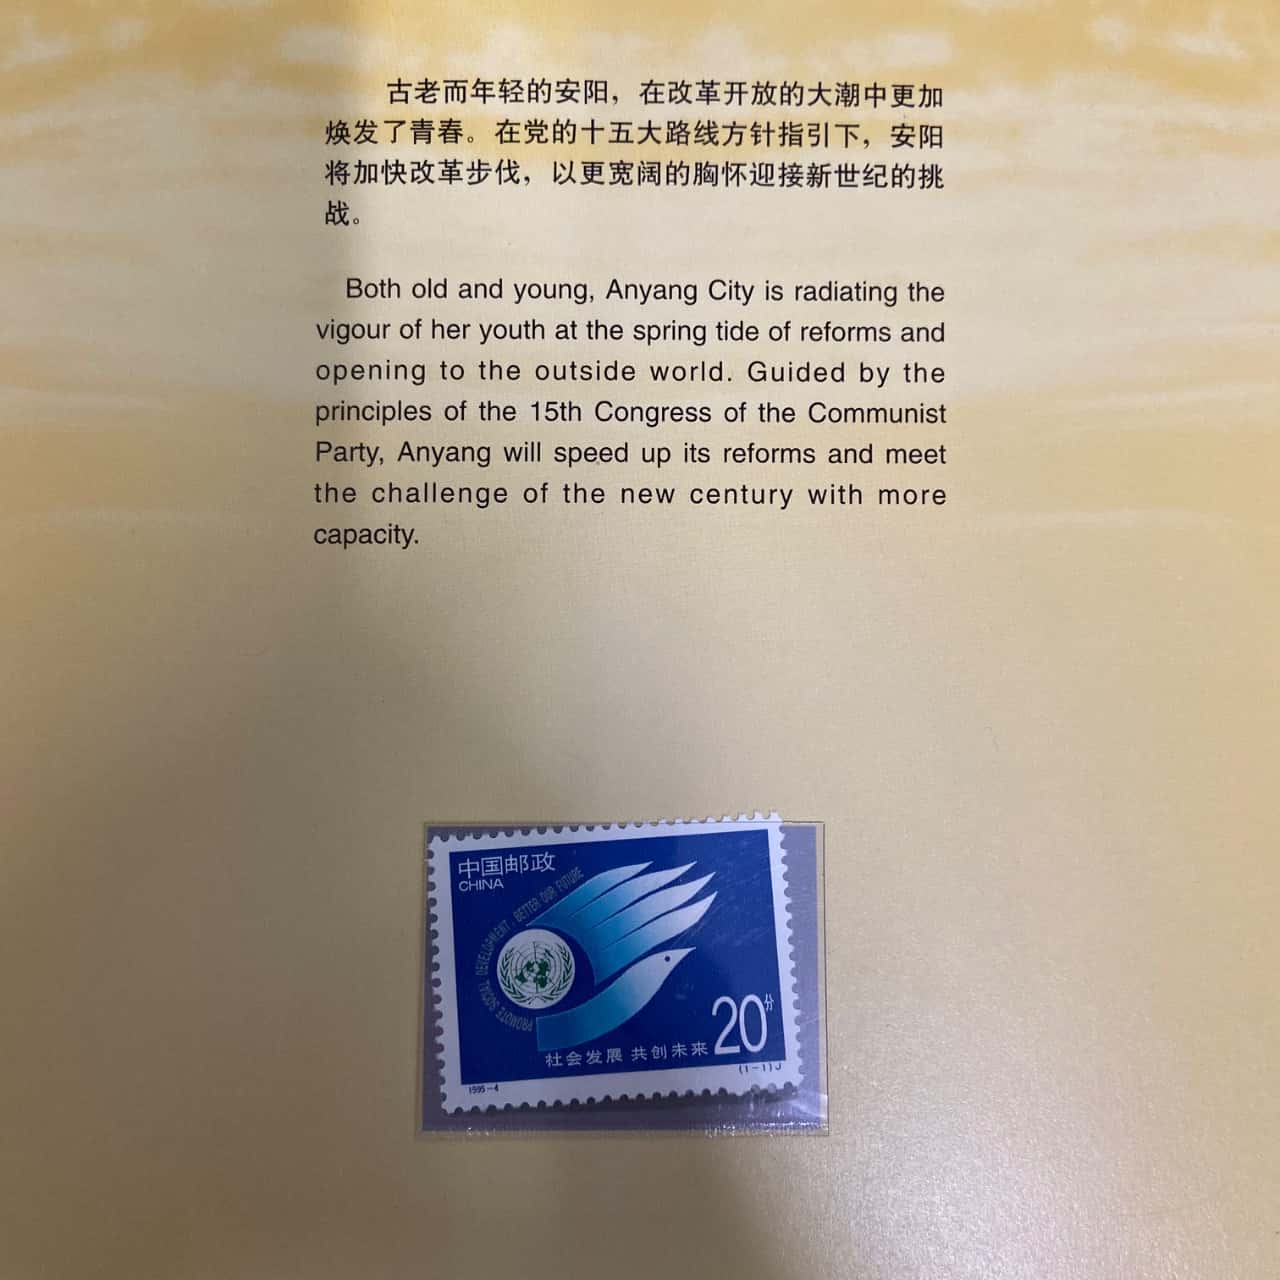 古老而年轻的安阳，在改革开放的大潮中更加
焕发了青春。在党的十五大路线方针指引下，安阳
将加快改革步伐，以更宽阔的胸怀迎接新世纪的挑
战。
Both old and young, Anyang City is radiating the
vigour of her youth at the spring tide of reforms and
opening to the outside world. Guided by the
principles of the 15th Congress of the Communist
Party, Anyang will speed up its reforms and meet
the challenge of the new century with more
capacity.
中国邮政
CHINA
PROMOTE SOCIAL DEVELOPMENT, BETTER OUR FUTURE
20分
社会发展 共创未来
1995-4
(1-1)J